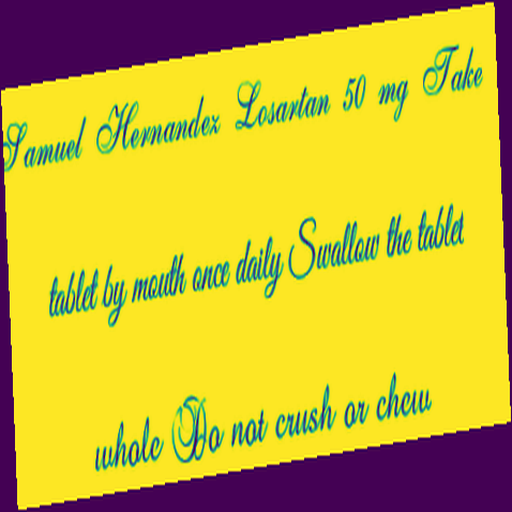 Samuel Hernandez Losartan 50 mg Take
tablet by mouth once daily Swallow the tablet
whole Do not crush or chew